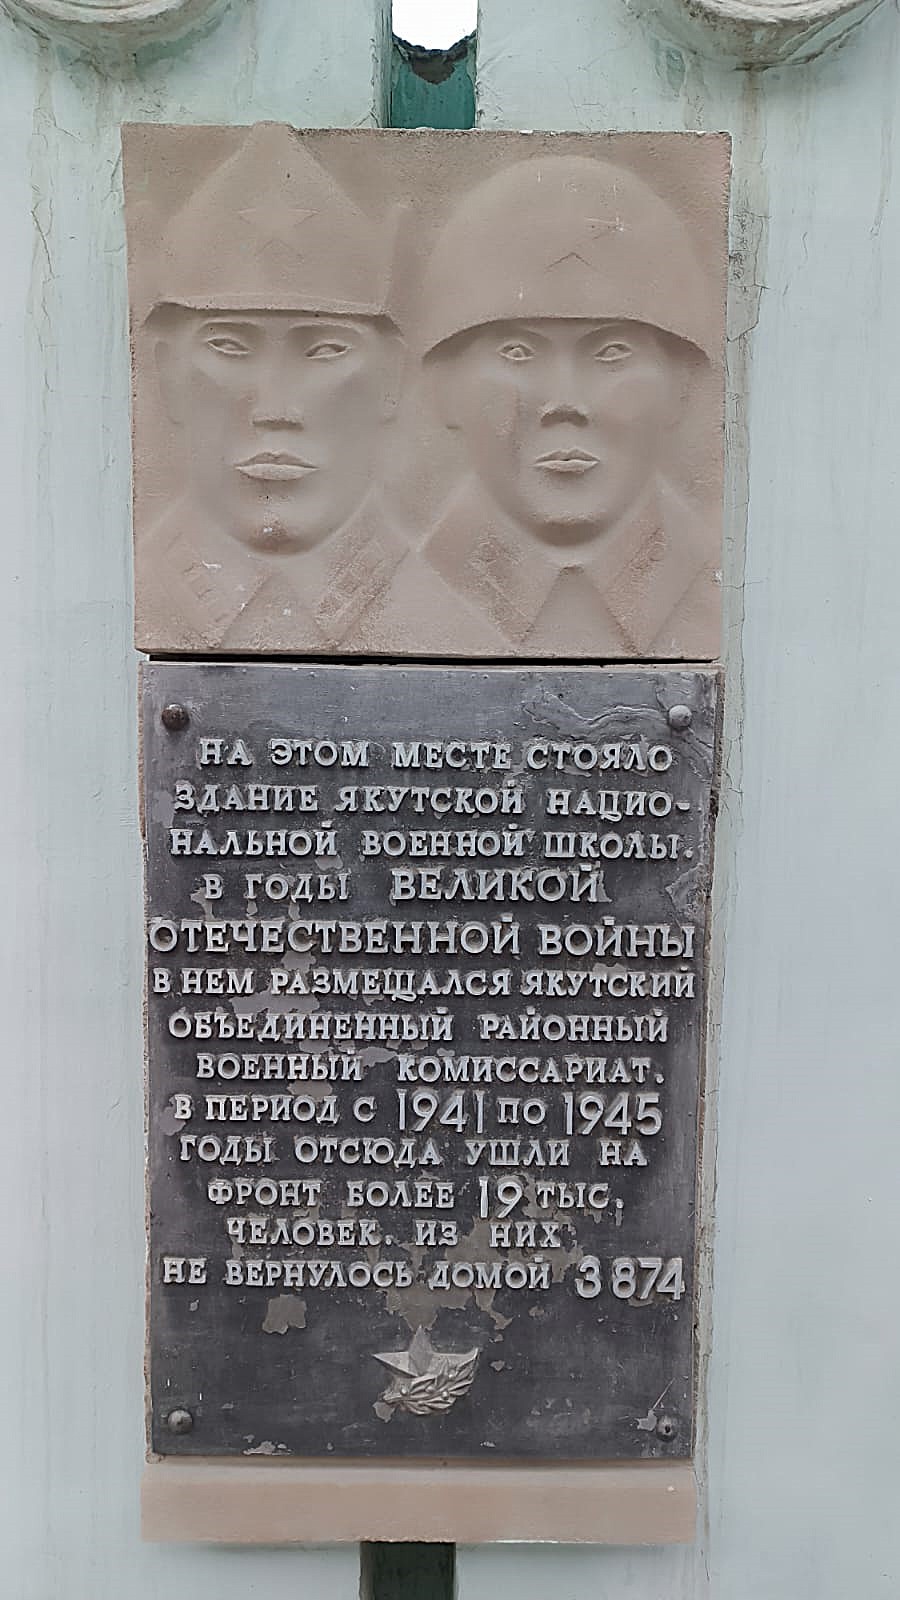 НА ЭТОМ МЕСТЕ СТОЯЛО
ЗДАНИЕ ЯКУТСКОЙ НАЦИО-
НАЛЬНОЙ ВОЕННОЙ ШКОЛЫ.
В ГОДЫ ВЕЛИКОЙ
ОТЕЧЕСТВЕННОЙ ВОЙНЫ
В НЕМ РАЗМЕЩАЛСЯ ЯКУТСКИЙ
ОБЪЕДИНЕННЫЙ РАЙОННЫЙ
ВОЕННЫЙ КОМИССАРИАТ.
В ПЕРИОД С 1941 ПО 1945
ГОДЫ ОТСЮДА УШЛИ НА
ФРОНТ БОЛЕЕ 19 ТЫС.
ЧЕЛОВЕК. ИЗ НИХ
НЕ ВЕРНУЛОСЬ ДОМОЙ 3 874